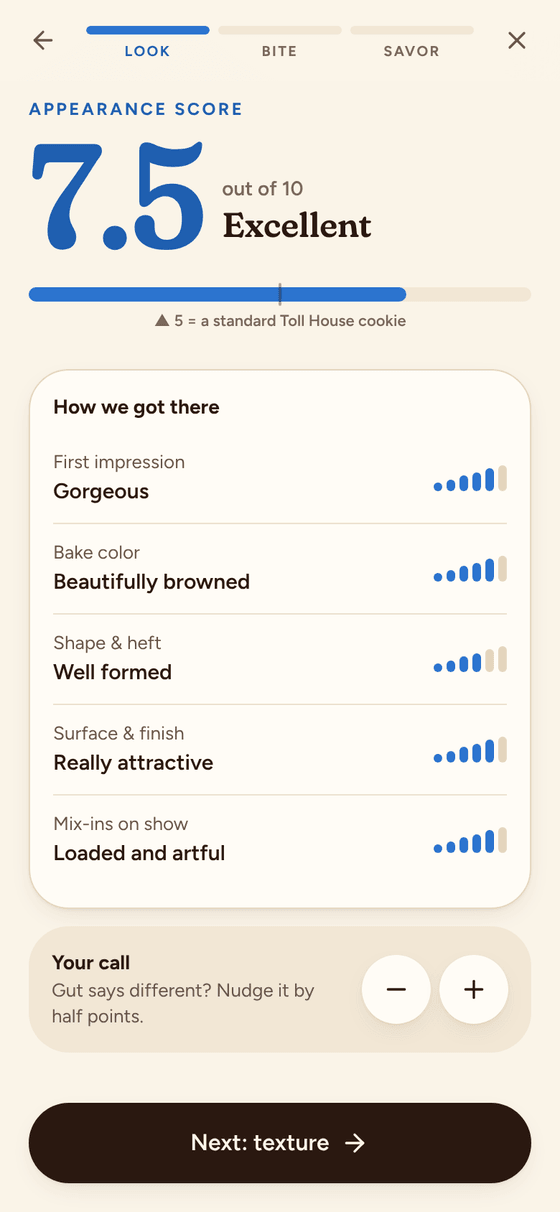 LOOK
BITE
SAVOR
APPEARANCE SCORE
7.5
out of 10
Excellent
▲ 5 = a standard Toll House cookie
How we got there
First impression
Gorgeous
Bake color
Beautifully browned
Shape & heft
Well formed
Surface & finish
Really attractive
Mix-ins on show
Loaded and artful
Your call
Gut says different? Nudge it by
half points.
Next: texture →